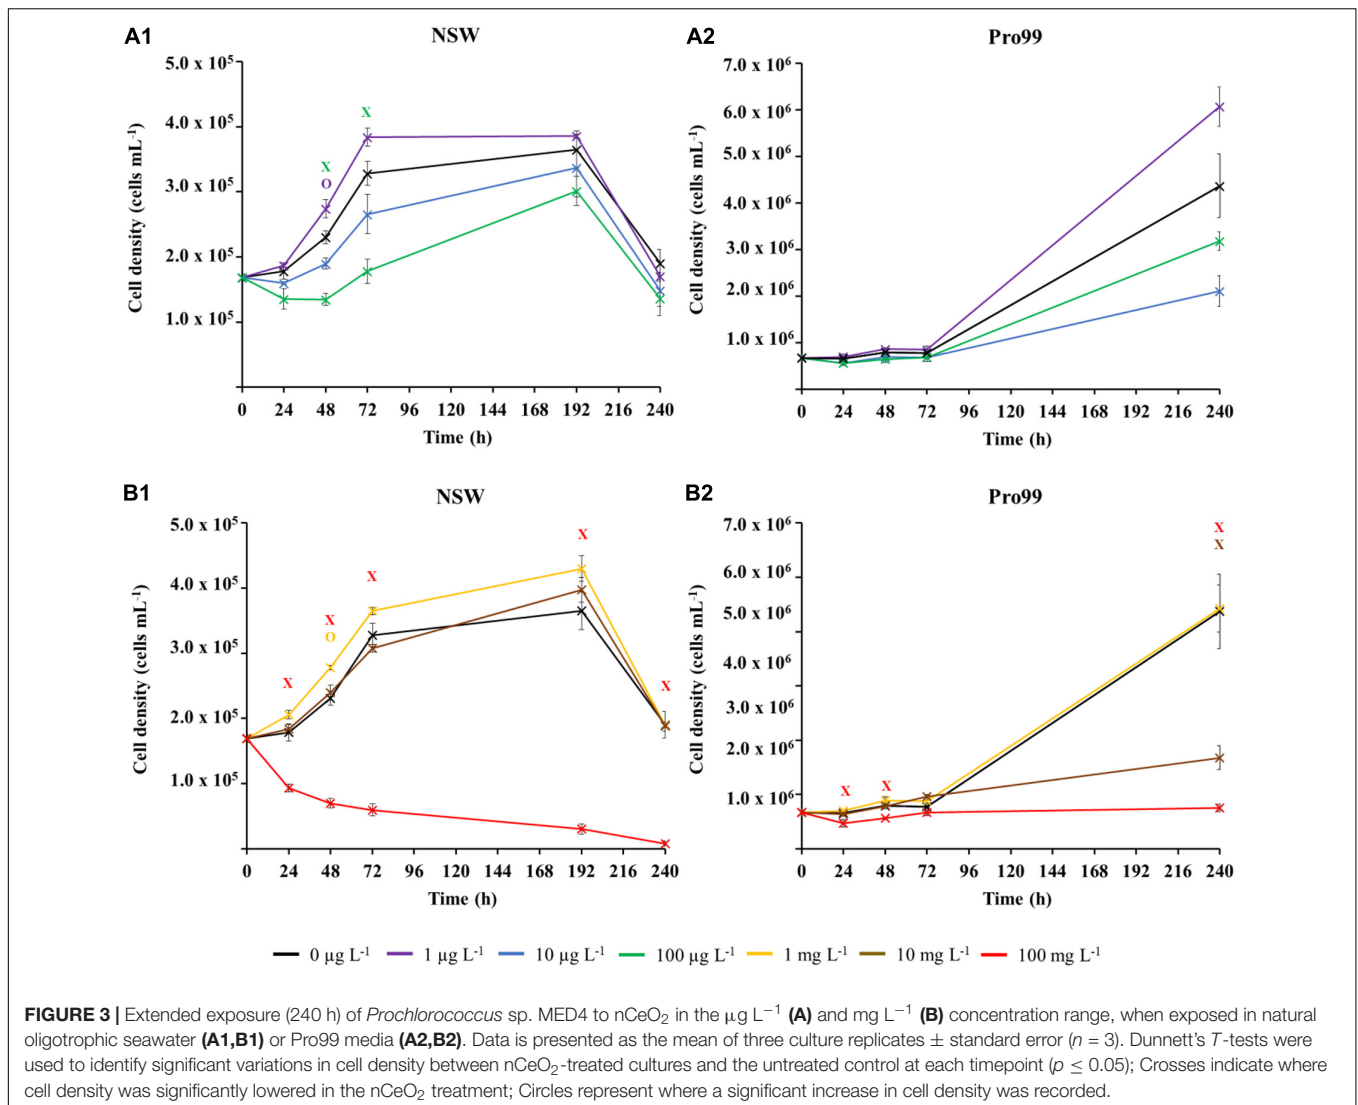 A1
NSW
5.0 x 10⁵
4.0 x 10⁵
3.0 x 10⁵
2.0 x 10⁵
1.0 x 10⁵
Cell density (cells mL⁻¹)
X
X
O
0 24 48 72 96 120 144 168 192 216 240
Time (h)
A2
Pro99
7.0 x 10⁶
6.0 x 10⁶
5.0 x 10⁶
4.0 x 10⁶
3.0 x 10⁶
2.0 x 10⁶
1.0 x 10⁶
Cell density (cells mL⁻¹)
0 24 48 72 96 120 144 168 192 216 240
Time (h)
B1
NSW
5.0 x 10⁵
4.0 x 10⁵
3.0 x 10⁵
2.0 x 10⁵
1.0 x 10⁵
Cell density (cells mL⁻¹)
X
X
X
O
X
X
0 24 48 72 96 120 144 168 192 216 240
Time (h)
B2
Pro99
7.0 x 10⁶
6.0 x 10⁶
5.0 x 10⁶
4.0 x 10⁶
3.0 x 10⁶
2.0 x 10⁶
1.0 x 10⁶
Cell density (cells mL⁻¹)
X
X
X X
0 24 48 72 96 120 144 168 192 216 240
Time (h)
0 µg L⁻¹ 1 µg L⁻¹ 10 µg L⁻¹ 100 µg L⁻¹ 1 mg L⁻¹ 10 mg L⁻¹ 100 mg L⁻¹
FIGURE 3 | Extended exposure (240 h) of Prochlorococcus sp. MED4 to nCeO₂ in the µg L⁻¹ (A) and mg L⁻¹ (B) concentration range, when exposed in natural
oligotrophic seawater (A1,B1) or Pro99 media (A2,B2). Data is presented as the mean of three culture replicates ± standard error (n = 3). Dunnett's T-tests were
used to identify significant variations in cell density between nCeO₂-treated cultures and the untreated control at each timepoint (p ≤ 0.05); Crosses indicate where
cell density was significantly lowered in the nCeO₂ treatment; Circles represent where a significant increase in cell density was recorded.